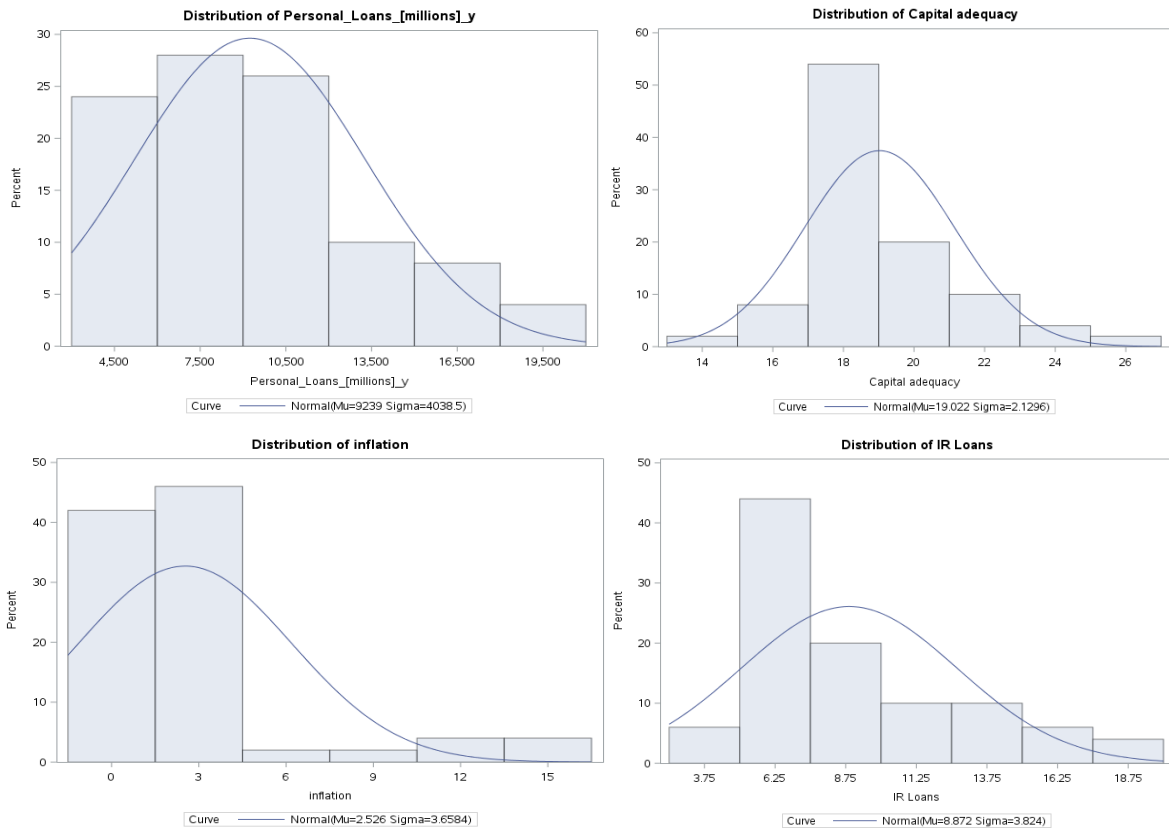 Distribution of Personal_Loans_[millions]_y
30
25
20
15
10
5
0
Percent
4,500 7,500 10,500 13,500 16,500 19,500
Personal_Loans_[millions]_y
Curve Normal(Mu=9239 Sigma=4038.5)
Distribution of Capital adequacy
60
50
40
30
20
10
0
Percent
14 16 18 20 22 24 26
Capital adequacy
Curve Normal(Mu=19.022 Sigma=2.1296)
Distribution of inflation
50
40
30
20
10
0
Percent
0 3 6 9 12 15
inflation
Curve Normal(Mu=2.526 Sigma=3.6584)
Distribution of IR Loans
50
40
30
20
10
0
Percent
3.75 6.25 8.75 11.25 13.75 16.25 18.75
IR Loans
Curve Normal(Mu=8.872 Sigma=3.824)